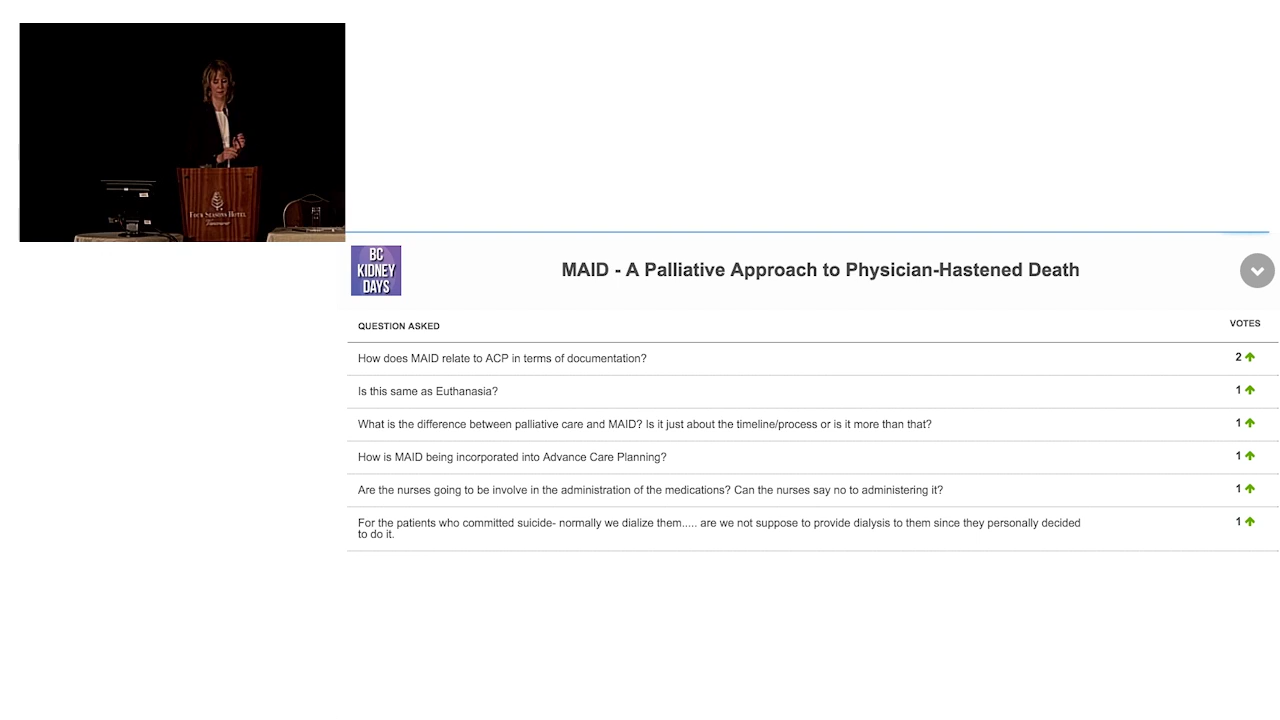 FOUR SEASONS HOTEL
Vancouver
BC
KIDNEY
DAYS
MAID - A Palliative Approach to Physician-Hastened Death
QUESTION ASKED
VOTES
How does MAID relate to ACP in terms of documentation?
2
Is this same as Euthanasia?
1
What is the difference between palliative care and MAID? Is it just about the timeline/process or is it more than that?
1
How is MAID being incorporated into Advance Care Planning?
1
Are the nurses going to be involve in the administration of the medications? Can the nurses say no to administering it?
1
For the patients who committed suicide- normally we dialize them..... are we not suppose to provide dialysis to them since they personally decided
to do it.
1